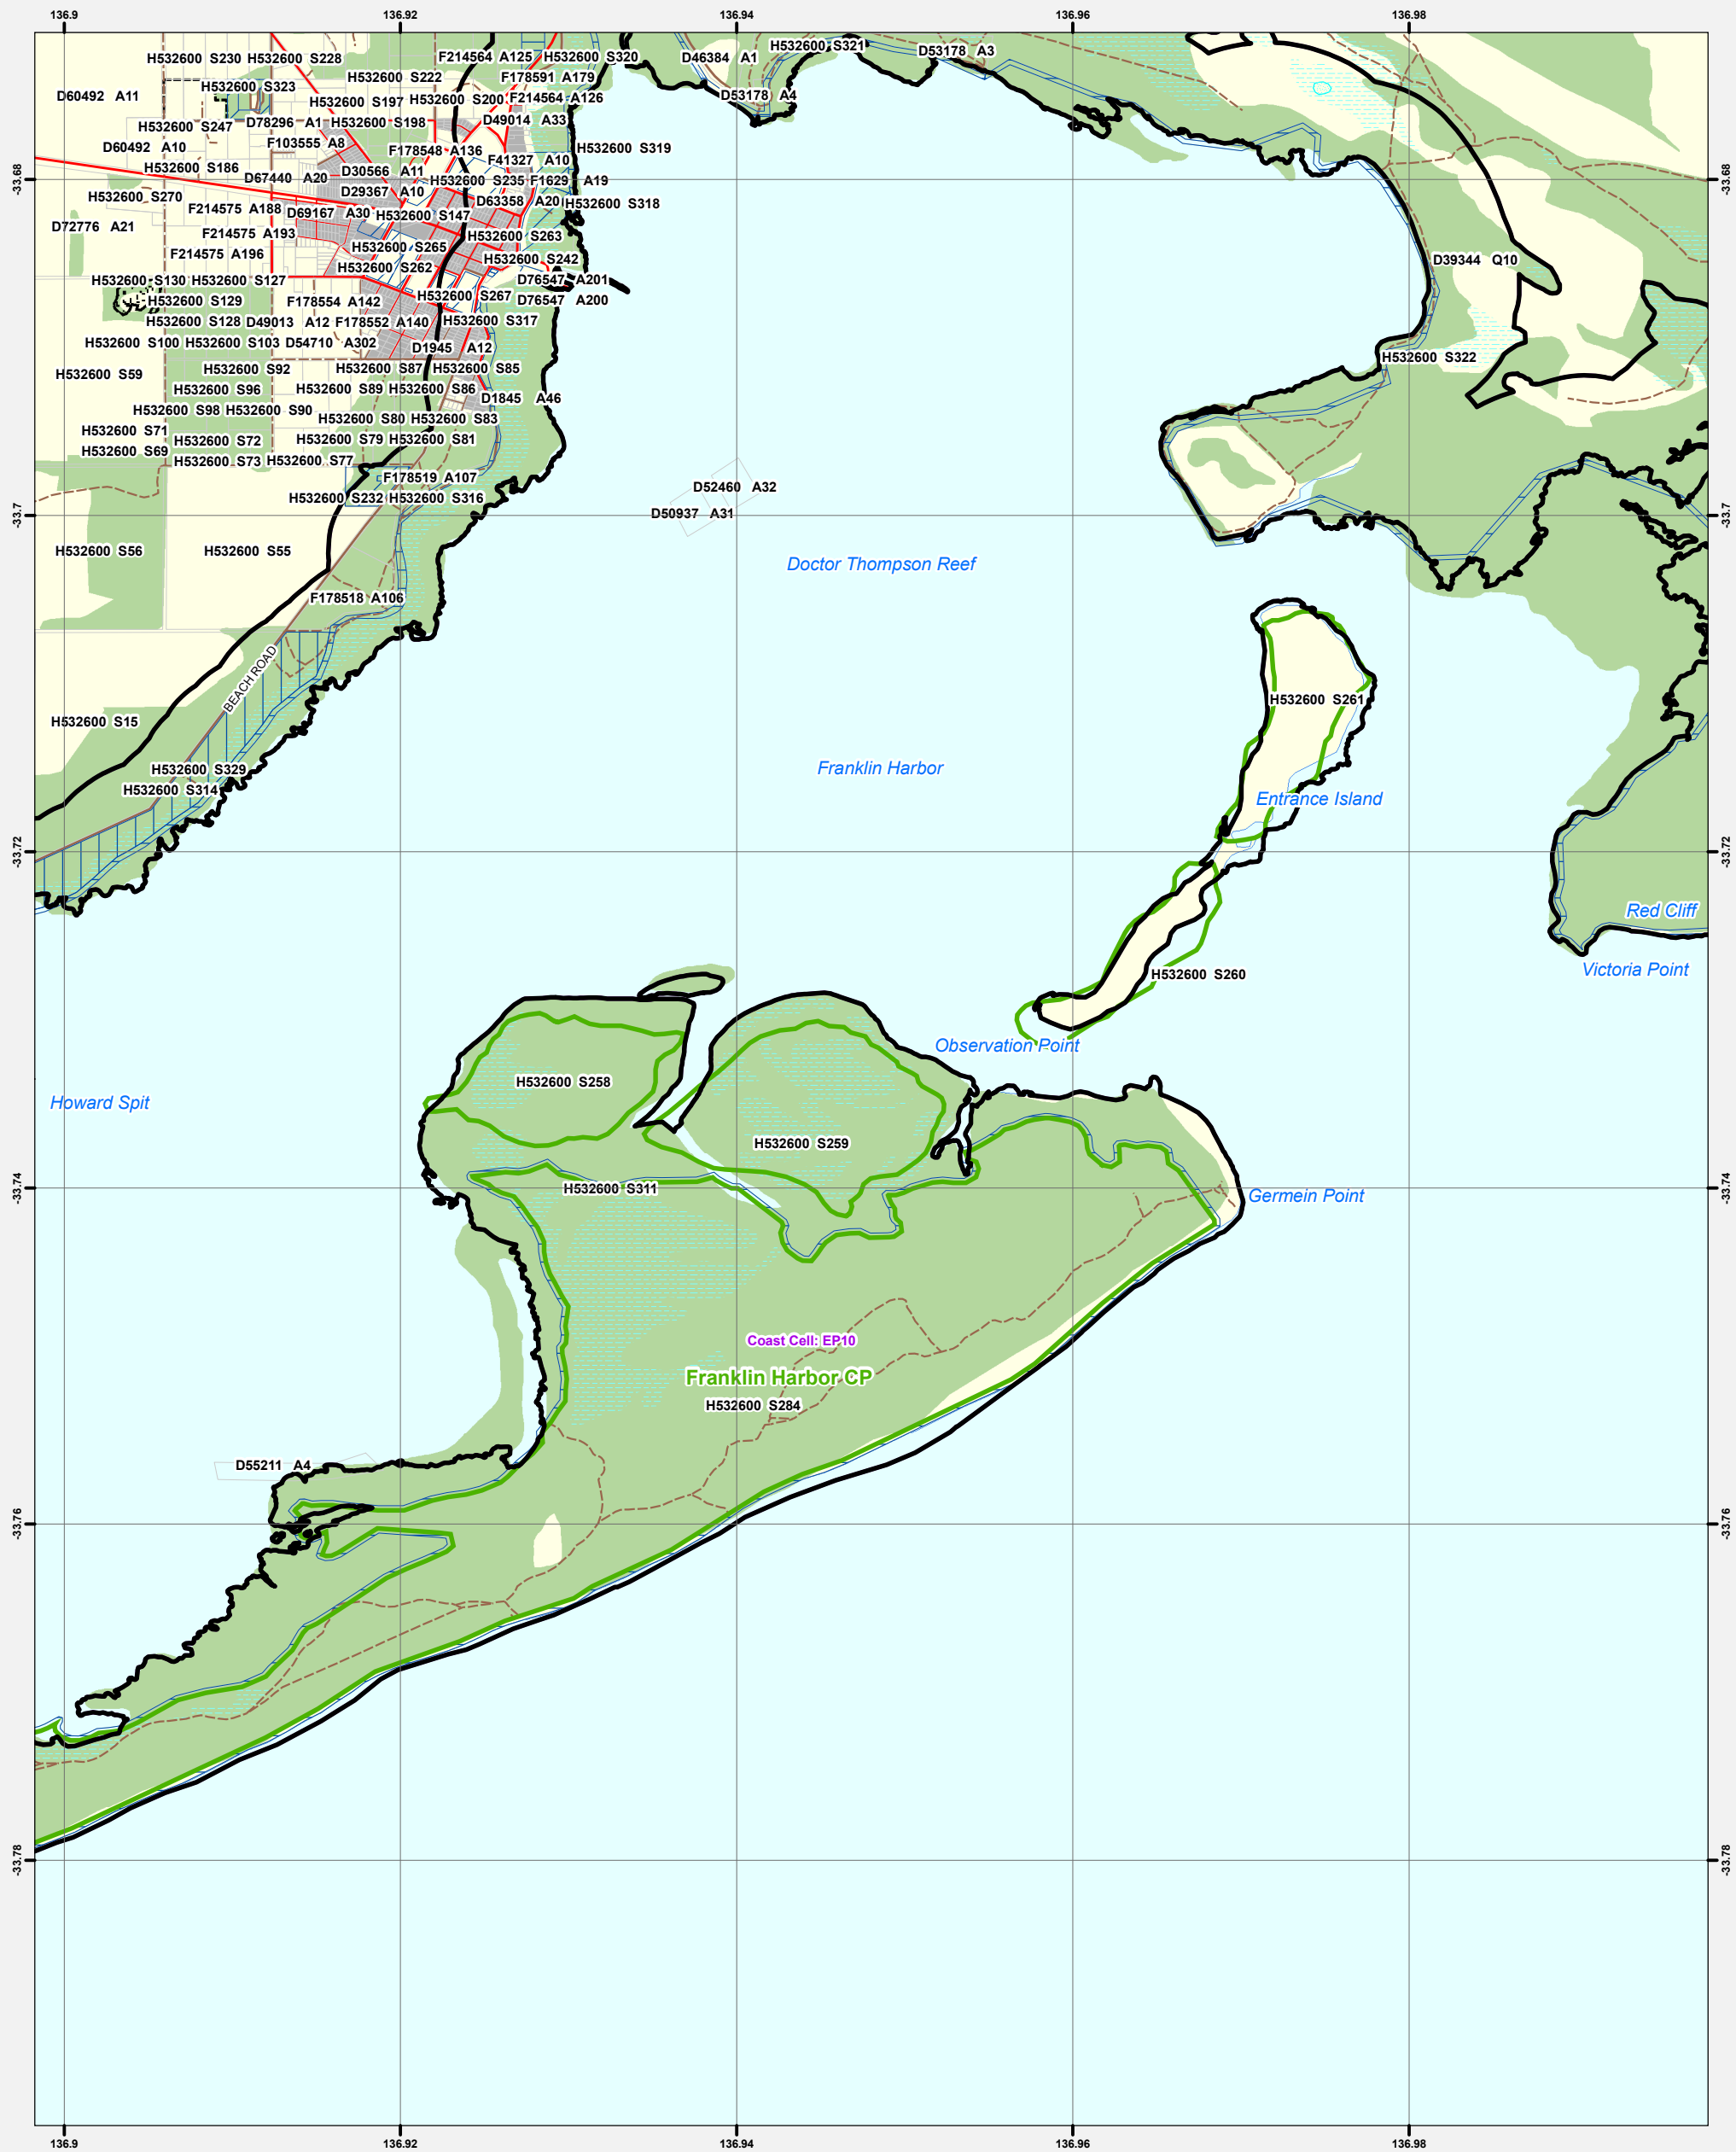 136.9 136.92 136.94 136.96 136.98
H532600 S230 H532600 S228 F214564 A125 H532600 S320 D46384 A1 H532600 S321 D53178 A3
H532600 S222 F178591 A179
D60492 A11 H532600 S323 D53178 A4
H532600 S197 H532600 S200 F214564 A126
H532600 S247 D78296 A1 H532600 S198 D49014 A33
D60492 A10 F103555 A8 F178548 A136 H532600 S319
H532600 S186 D30566 A11 F41327 A10
-33.68 D67440 A20 H532600 S235 F1629 A19 -33.68
H532600 S270 D29367 A10 D63358 A20 H532600 S318
F214575 A188 D69167 A30 H532600 S147
D72776 A21 F214575 A193 H532600 S263
F214575 A196 H532600 S265 H532600 S242 D39344 Q10
H532600 S262
H532600 S130 H532600 S127 D76547 A201
H532600 S129 F178554 A142 H532600 S267 D76547 A200
H532600 S128 D49013 A12 F178552 A140 H532600 S317
H532600 S100 H532600 S103 D54710 A302 D1945 A12
H532600 S322
H532600 S59 H532600 S92 H532600 S87 H532600 S85
H532600 S96 H532600 S89 H532600 S86
D1845 A46
H532600 S98 H532600 S90 H532600 S80 H532600 S83
H532600 S71 H532600 S72 H532600 S79 H532600 S81
H532600 S69 H532600 S73 H532600 S77
F178519 A107
D52460 A32
H532600 S232 H532600 S316
-33.7 D50937 A31 -33.7
H532600 S56 H532600 S55
Doctor Thompson Reef
F178518 A106
BEACH ROAD
H532600 S261
H532600 S15
H532600 S329 Franklin Harbor
H532600 S314 Entrance Island
-33.72 -33.72
Red Cliff
H532600 S260 Victoria Point
Observation Point
H532600 S258
Howard Spit
H532600 S259
-33.74 H532600 S311 Germein Point -33.74
Coast Cell: EP10
Franklin Harbor CP
H532600 S284
D55211 A4
-33.76 -33.76
-33.78 -33.78
136.9 136.92 136.94 136.96 136.98